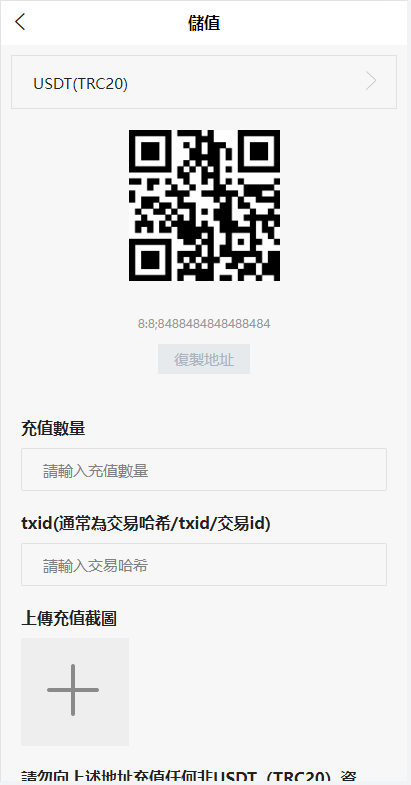 儲值
USDT(TRC20)
8:8;8488484848488484
復製地址
充值數量
請輸入充值數量
txid(通常為交易哈希/txid/交易id)
請輸入交易哈希
上傳充值截圖
請勿向上述地址充值任何非USDT（TRC20）資